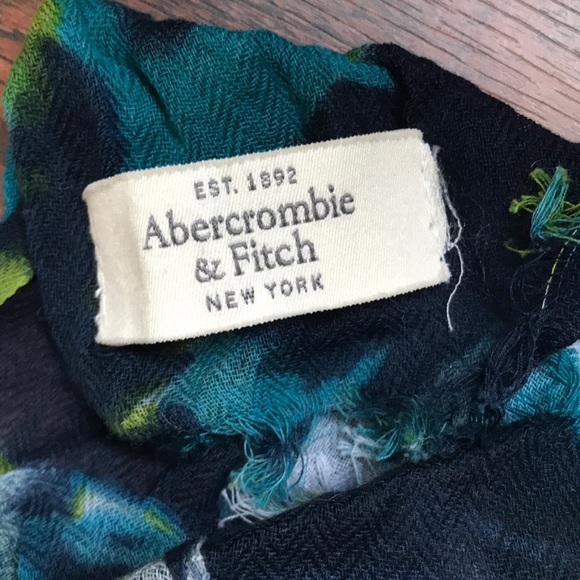 EST. 1892
Abercrombie
& Fitch
NEW YORK